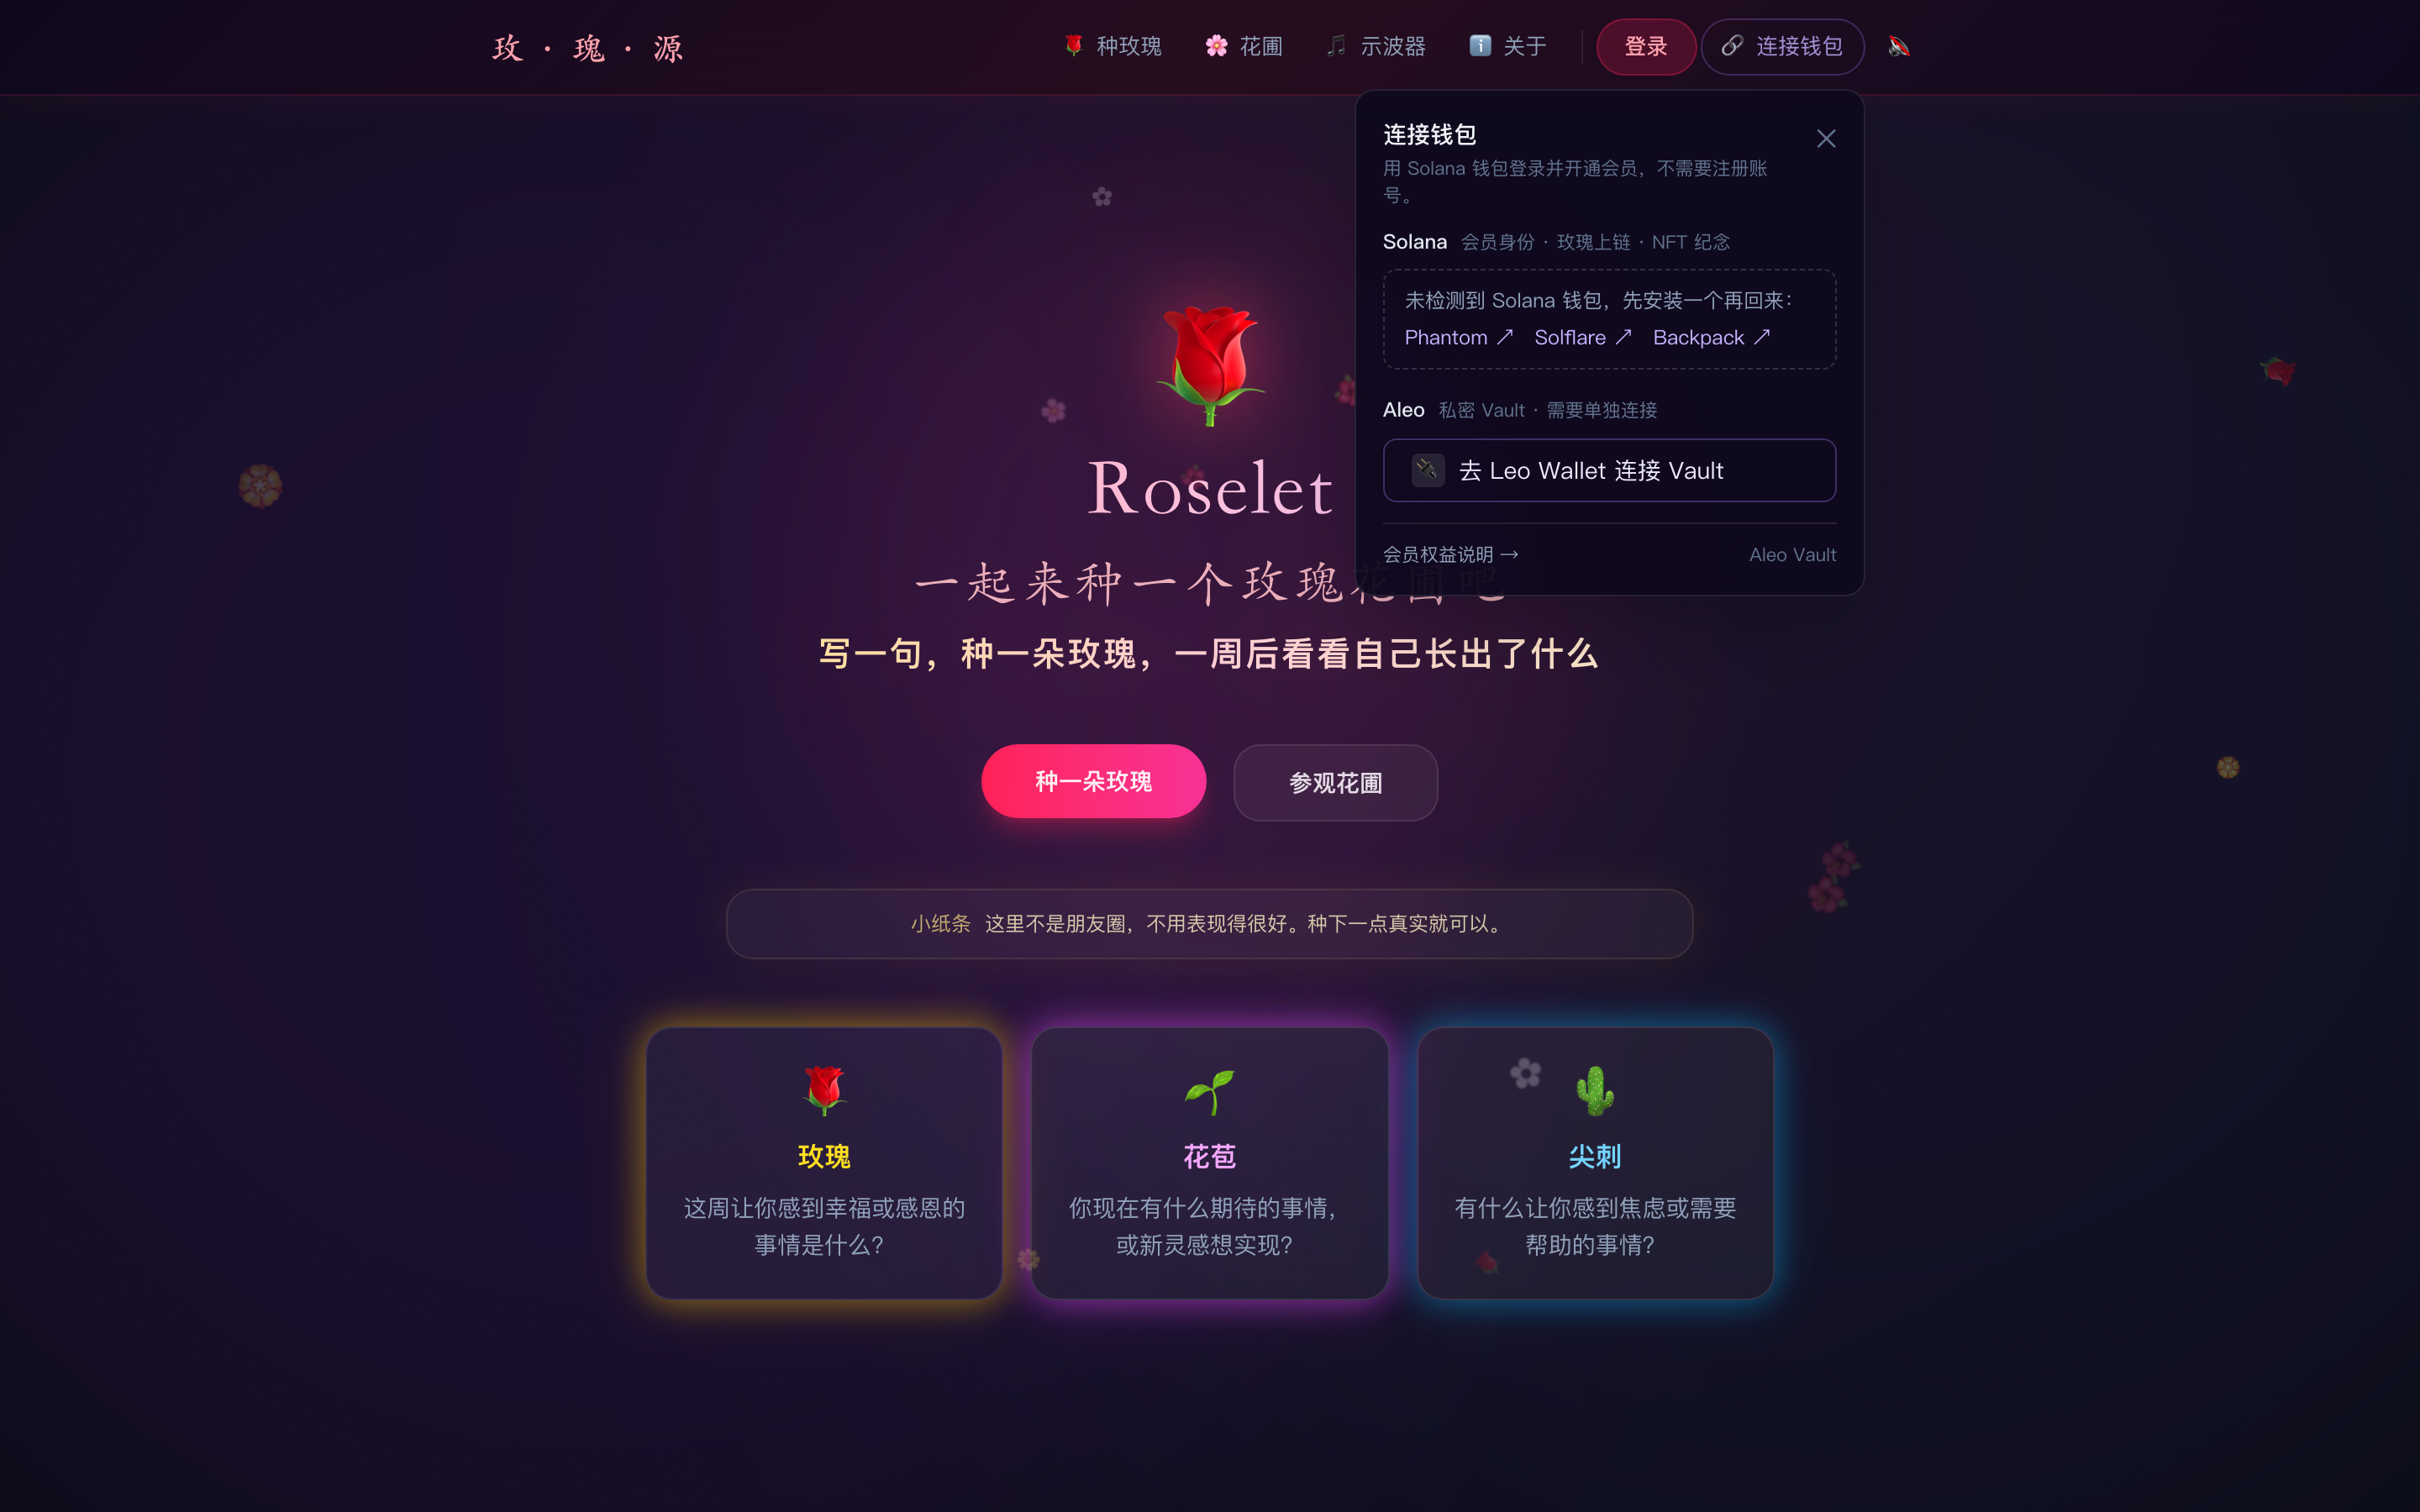 玫 · 瑰 · 源
种玫瑰
花圃
示波器
关于
登录
连接钱包
连接钱包
用 Solana 钱包登录并开通会员，不需要注册账
号。
Solana 会员身份 · 玫瑰上链 · NFT 纪念
未检测到 Solana 钱包，先安装一个再回来：
Phantom ↗ Solflare ↗ Backpack ↗
Aleo 私密 Vault · 需要单独连接
去 Leo Wallet 连接 Vault
会员权益说明 →
Aleo Vault
Roselet
一起来种一个玫瑰花圃吧
写一句，种一朵玫瑰，一周后看看自己长出了什么
种一朵玫瑰
参观花圃
小纸条 这里不是朋友圈，不用表现得很好。种下一点真实就可以。
玫瑰
这周让你感到幸福或感恩的
事情是什么？
花苞
你现在有什么期待的事情，
或新灵感想实现？
尖刺
有什么让你感到焦虑或需要
帮助的事情？